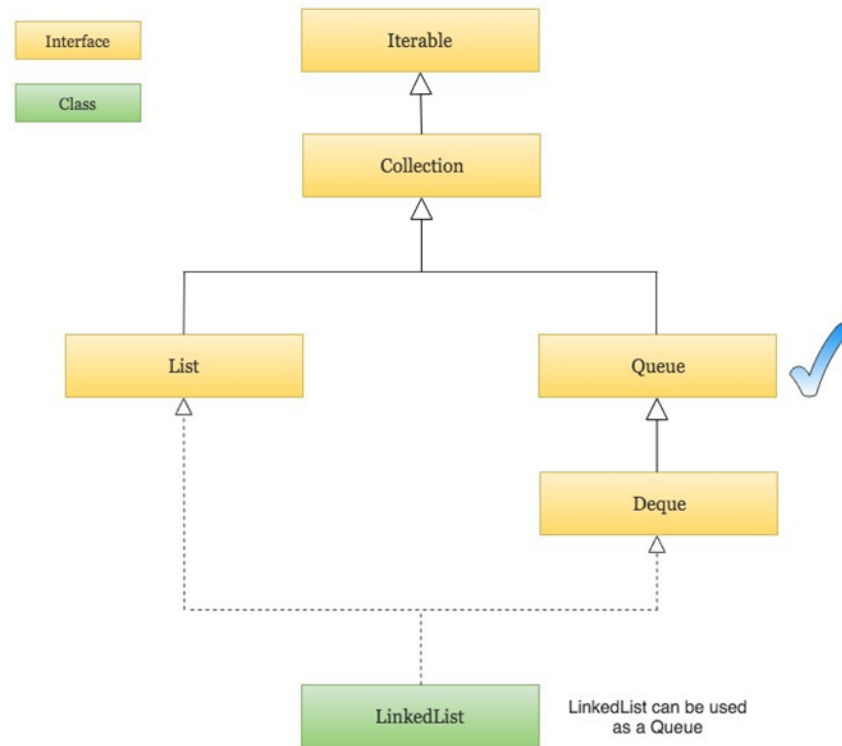 Interface
Iterable
Class
Collection
List
Queue
Deque
LinkedList
LinkedList can be used
as a Queue